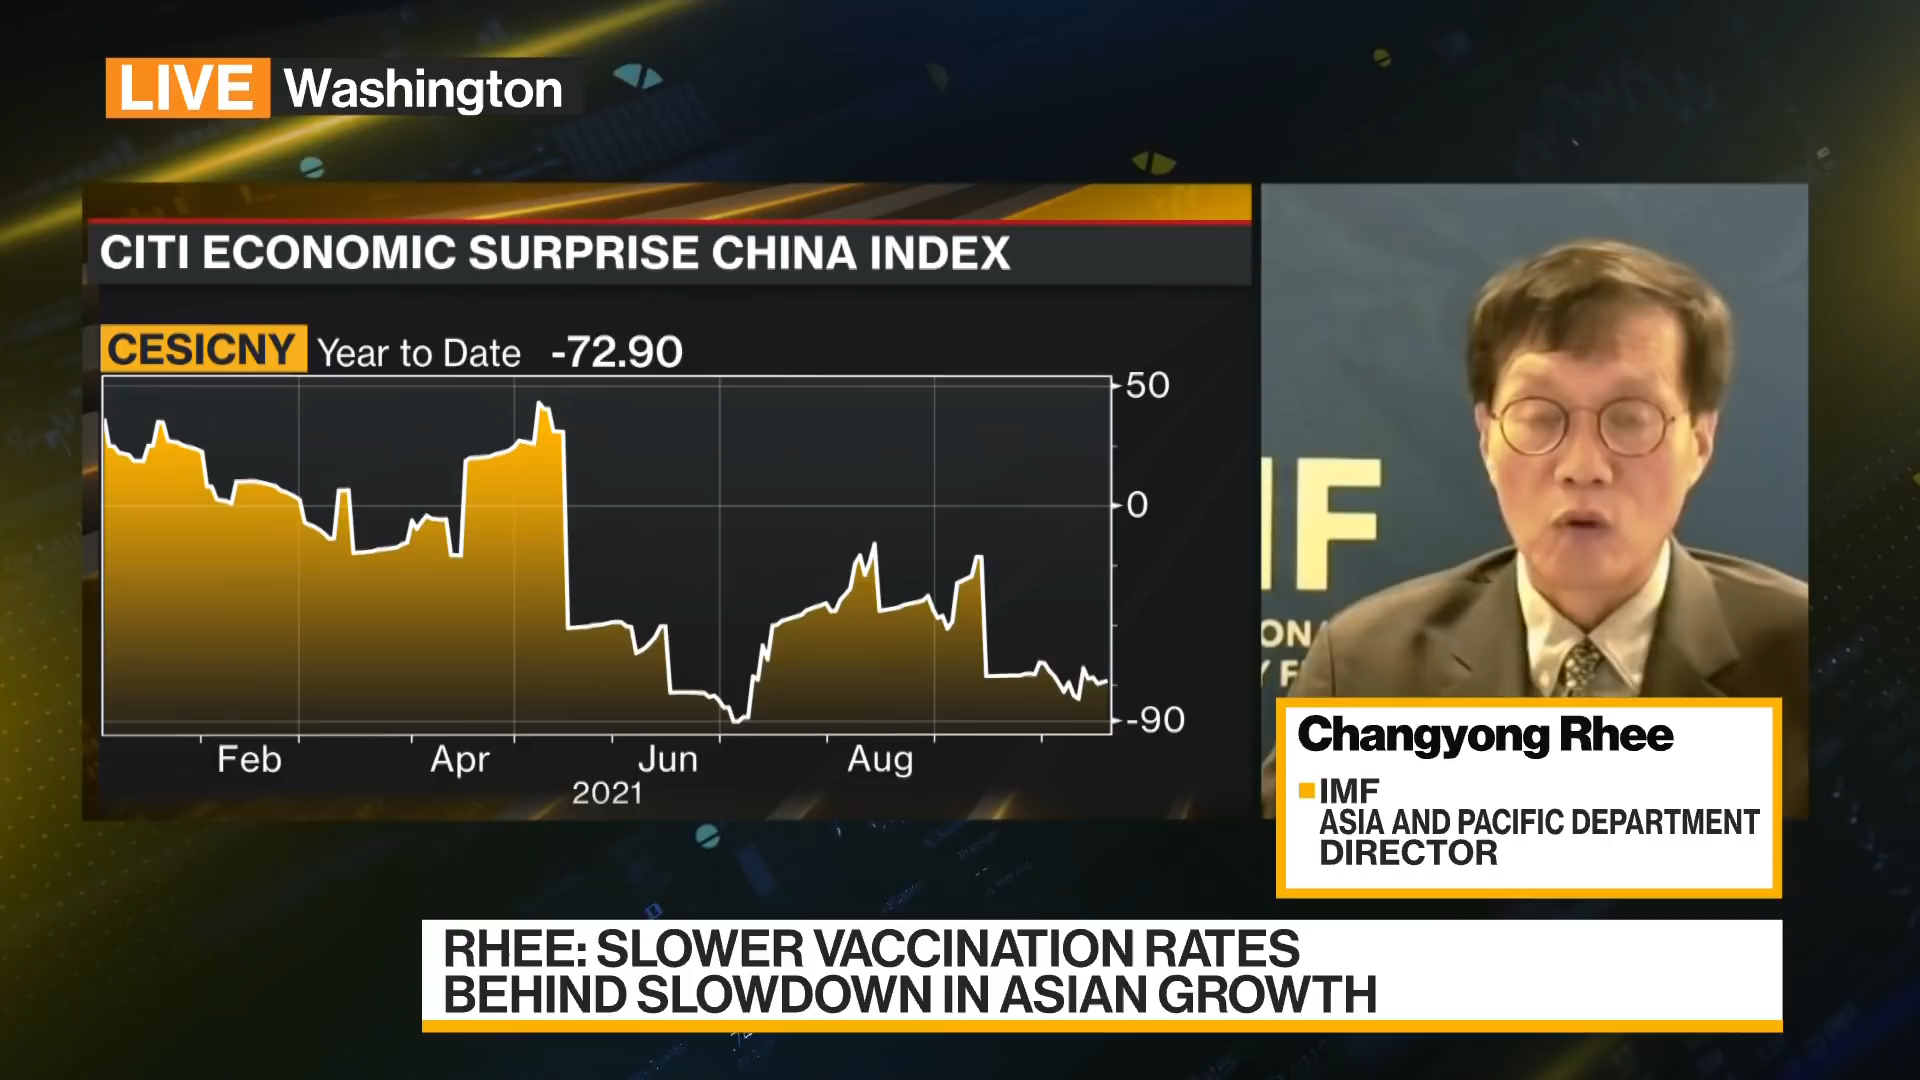 LIVE Washington
CITI ECONOMIC SURPRISE CHINA INDEX
CESICNY Year to Date -72.90
50
0
-90
Feb Apr Jun Aug
2021
F
ON
Y F
Changyong Rhee
IMF
ASIA AND PACIFIC DEPARTMENT
DIRECTOR
RHEE: SLOWER VACCINATION RATES
BEHIND SLOWDOWN IN ASIAN GROWTH